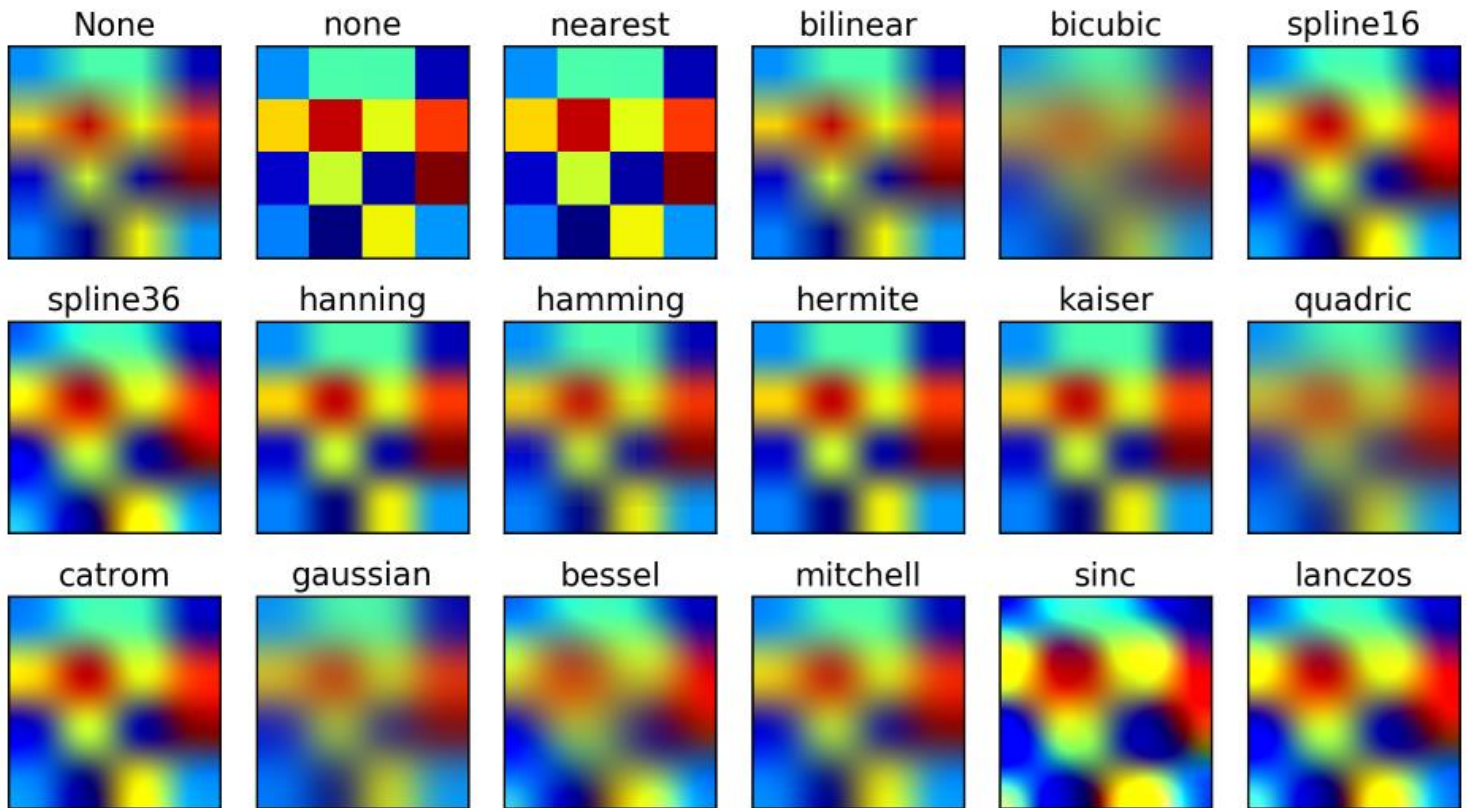 None none nearest bilinear bicubic spline16
spline36 hanning hamming hermite kaiser quadric
catrom gaussian bessel mitchell sinc lanczos